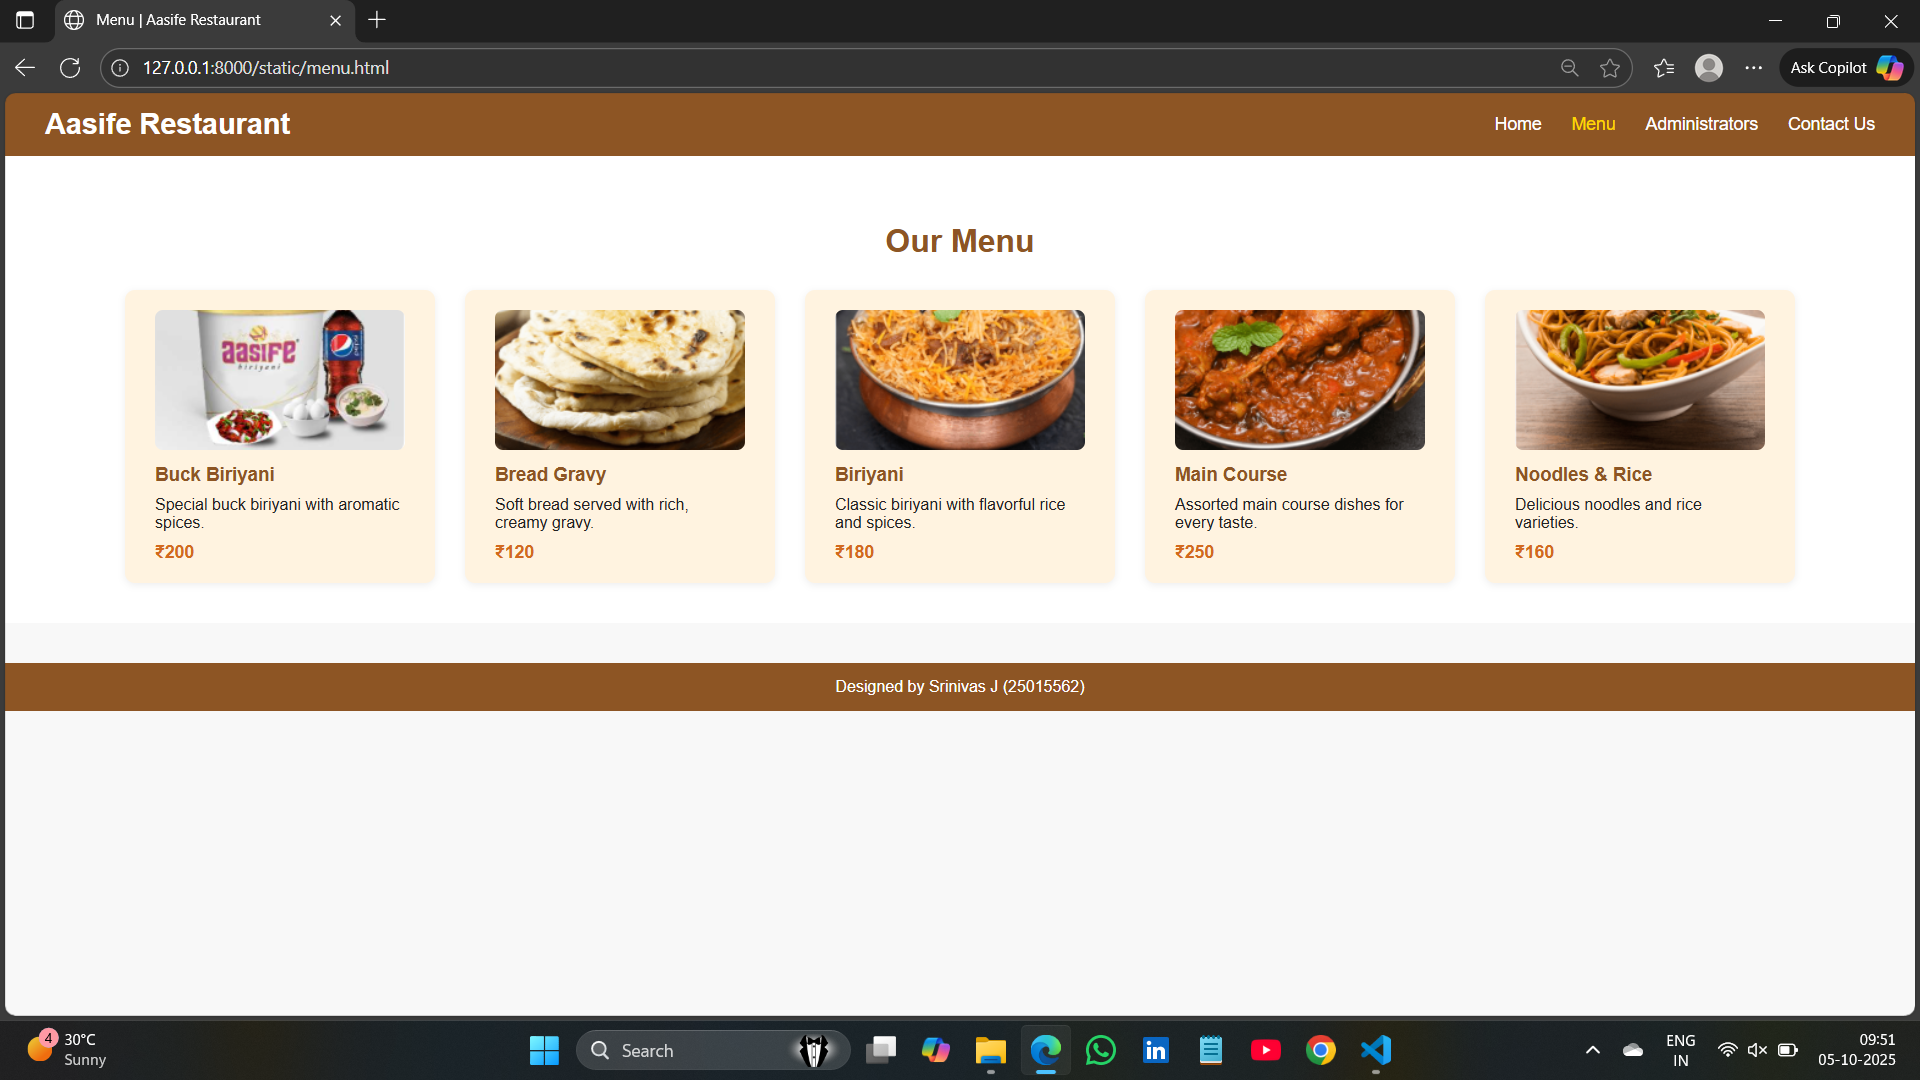 Menu | Aasife Restaurant
127.0.0.1:8000/static/menu.html
Ask Copilot
Aasife Restaurant
Home
Menu
Administrators
Contact Us
Our Menu
aasife
biriyani
pepsi
Buck Biriyani
Special buck biriyani with aromatic
spices.
₹200
Bread Gravy
Soft bread served with rich,
creamy gravy.
₹120
Biriyani
Classic biriyani with flavorful rice
and spices.
₹180
Main Course
Assorted main course dishes for
every taste.
₹250
Noodles & Rice
Delicious noodles and rice
varieties.
₹160
Designed by Srinivas J (25015562)
4
30°C
Sunny
Search
in
ENG
IN
09:51
05-10-2025